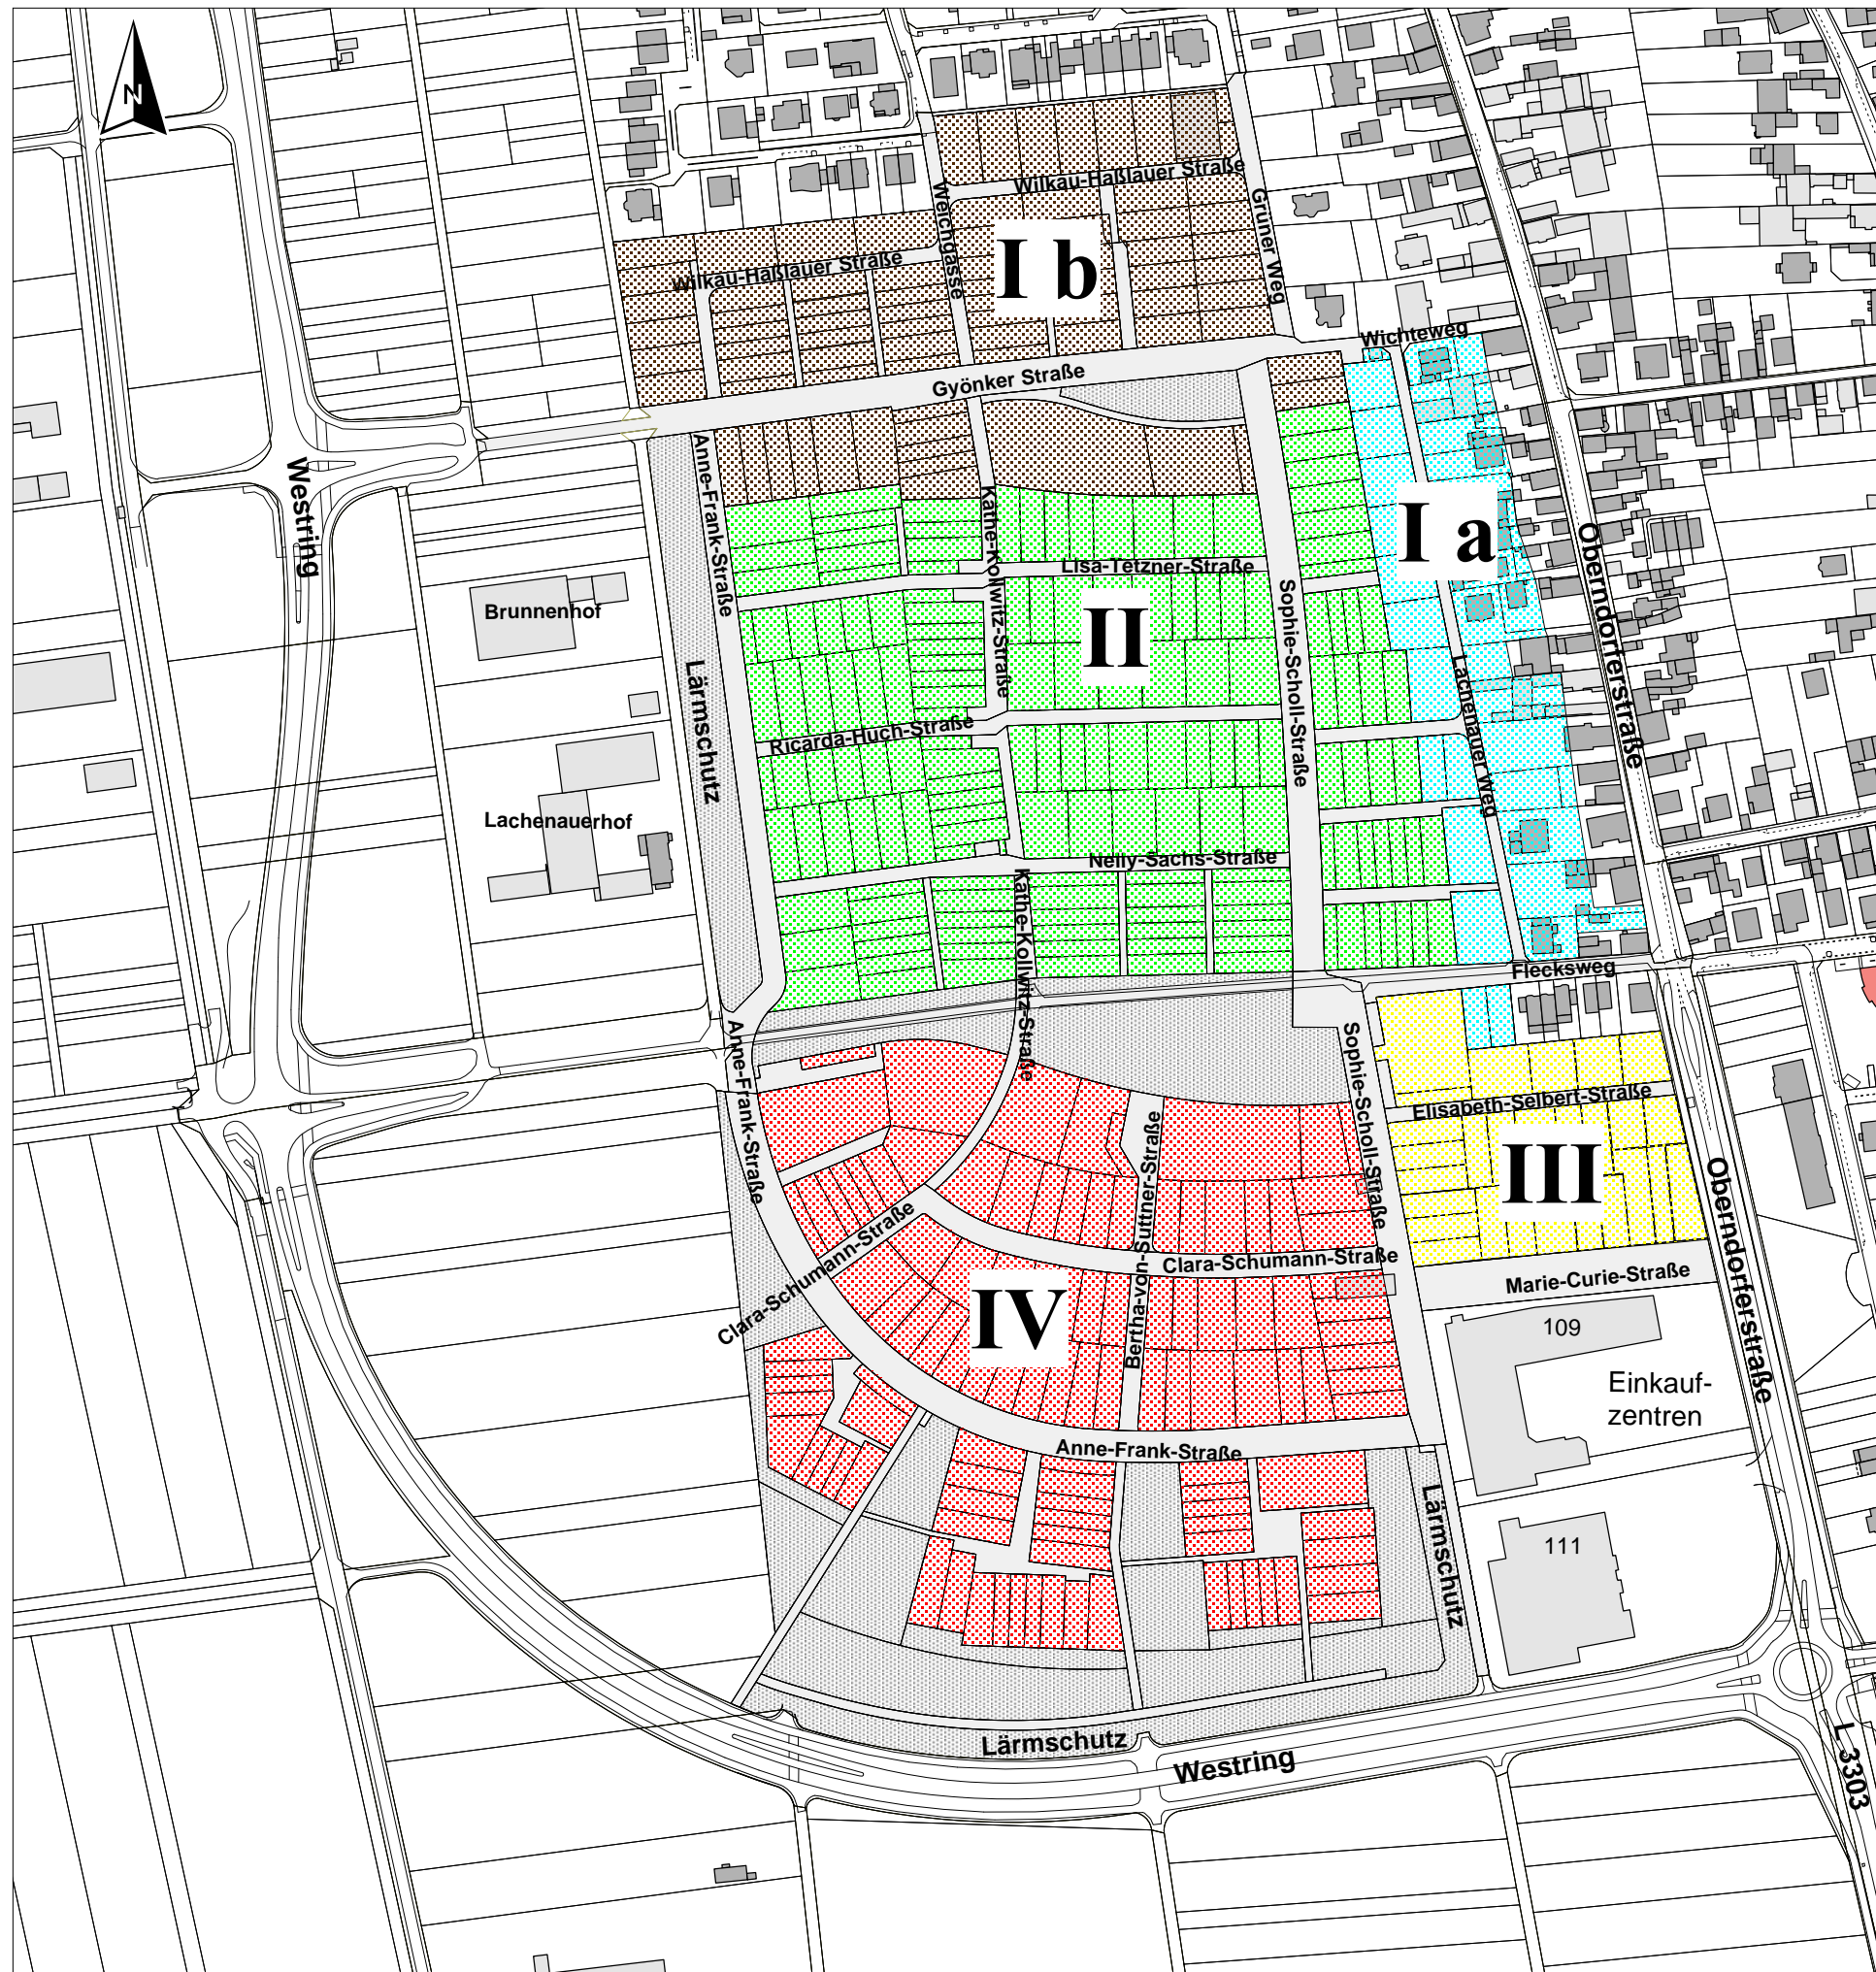 N
Wilkau-Haßlauer Straße
Weichgasse
Grüner Weg
I b
Wilkau-Haßlauer Straße
Wichteweg
Gyönker Straße
Westring
Anne-Frank-Straße
Käthe-Kollwitz-Straße
I a
Oberndorferstraße
Lisa-Tetzner-Straße
Brunnenhof
II
Sophie-Scholl-Straße
Lärmschutz
Lachenauer Weg
Ricarda-Huch-Straße
Lachenauerhof
Nelly-Sachs-Straße
Käthe-Kollwitz-Straße
Flecksweg
Anne-Frank-Straße
Sophie-Scholl-Straße
Elisabeth-Selbert-Straße
Bertha-von-Suttner-Straße
III
Oberndorferstraße
Clara-Schumann-Straße
Clara-Schumann-Straße
Marie-Curie-Straße
IV
109
Einkauf-
zentren
Anne-Frank-Straße
Lärmschutz
111
Lärmschutz
Westring
L 3303